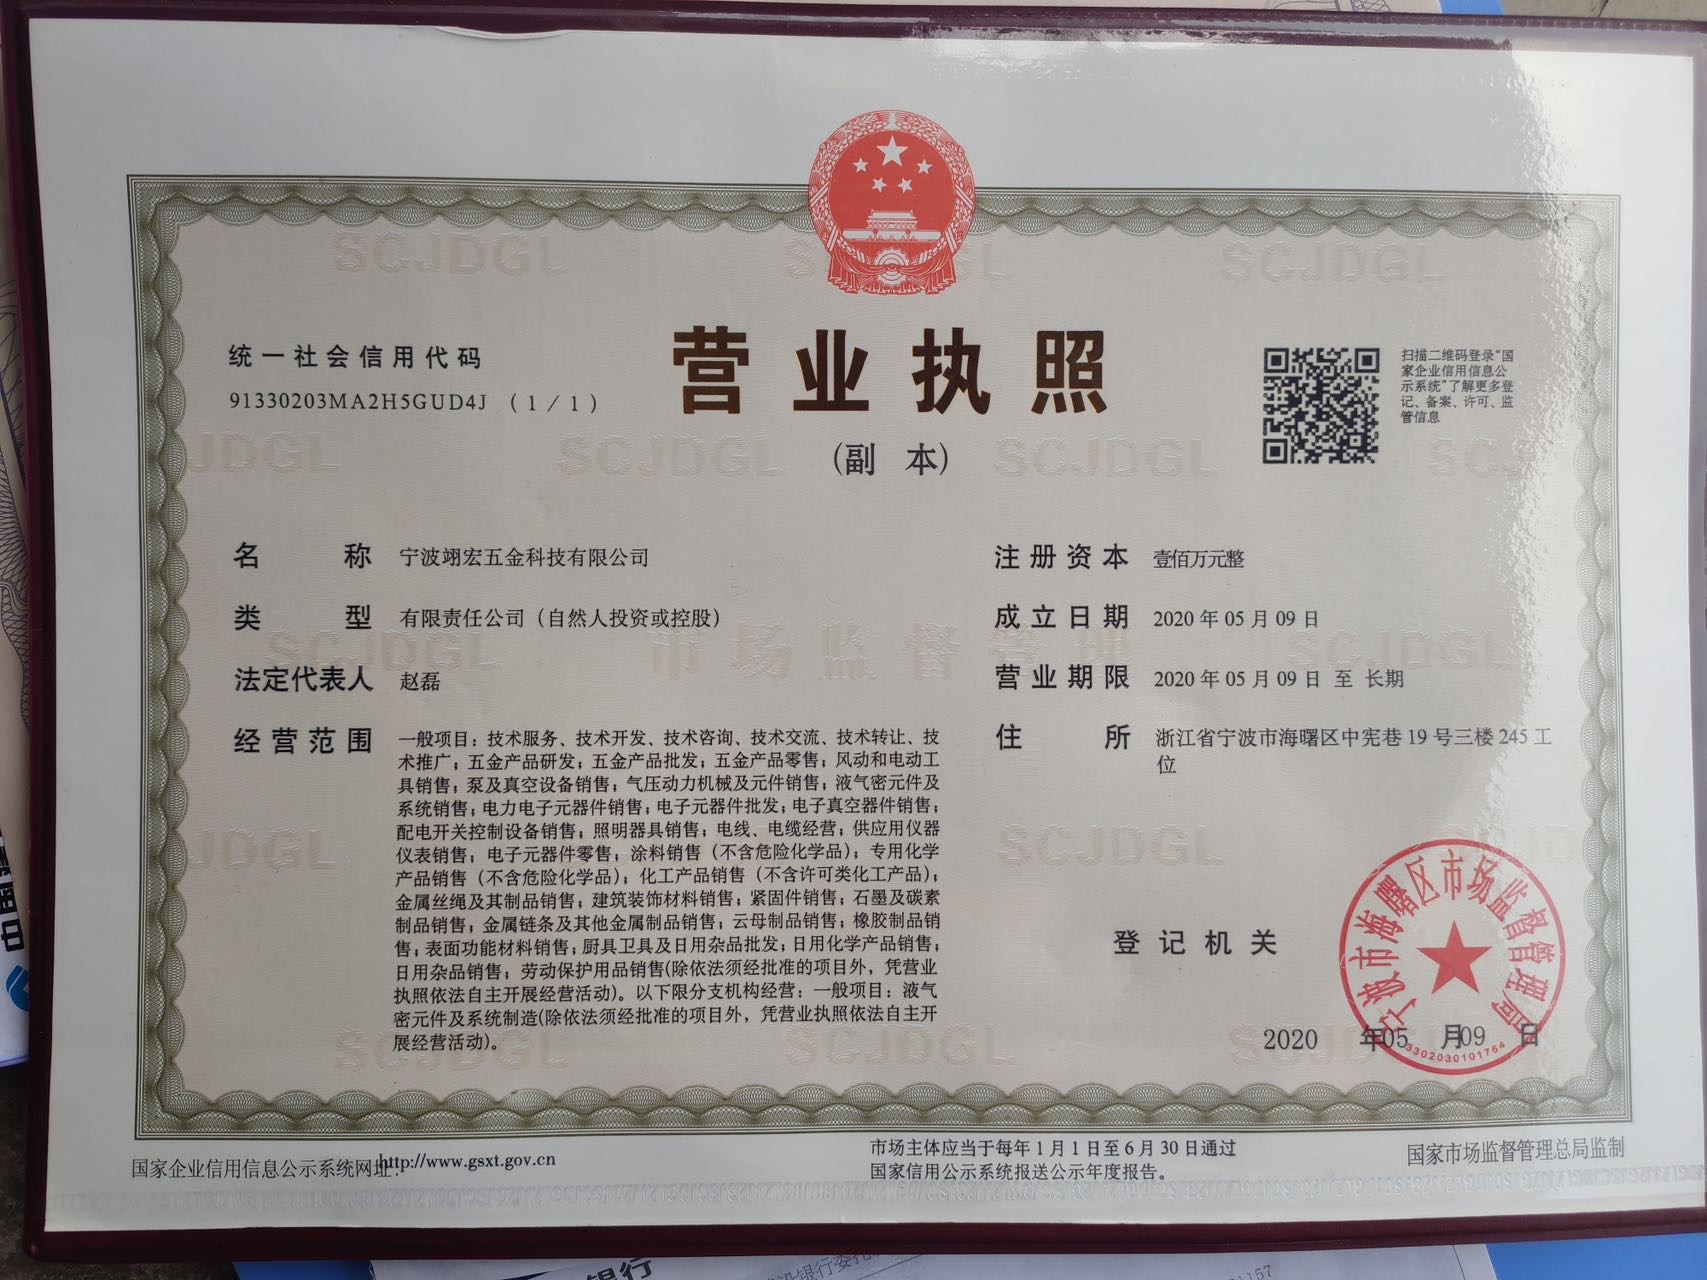 统一社会信用代码
91330203MA2H5GUD4J （1/1）
营业执照
（副 本）
扫描二维码登录“国
家企业信用信息公
示系统”了解更多登
记、备案、许可、监
管信息
名 称 宁波翊宏五金科技有限公司
类 型 有限责任公司（自然人投资或控股）
法定代表人 赵磊
经营范围 一般项目：技术服务、技术开发、技术咨询、技术交流、技术转让、技
术推广；五金产品研发；五金产品批发；五金产品零售；风动和电动工
具销售；泵及真空设备销售；气压动力机械及元件销售；液气密元件及
系统销售；电力电子元器件销售；电子元器件批发；电子真空器件销售；
配电开关控制设备销售；照明器具销售；电线、电缆经营；供应用仪器
仪表销售；电子元器件零售；涂料销售（不含危险化学品）；专用化学
产品销售（不含危险化学品）；化工产品销售（不含许可类化工产品）；
金属丝绳及其制品销售；建筑装饰材料销售；紧固件销售；石墨及碳素
制品销售；金属链条及其他金属制品销售；云母制品销售；橡胶制品销
售；表面功能材料销售；厨具卫具及日用杂品批发；日用化学产品销售；
日用杂品销售；劳动保护用品销售(除依法须经批准的项目外，凭营业
执照依法自主开展经营活动)。以下限分支机构经营：一般项目：液气
密元件及系统制造(除依法须经批准的项目外，凭营业执照依法自主开
展经营活动)。
注册资本 壹佰万元整
成立日期 2020 年 05 月 09 日
营业期限 2020 年 05 月 09 日 至 长期
住 所 浙江省宁波市海曙区中宪巷 19 号三楼 245 工
位
登记机关
宁波市海曙区市场监督管理局
3302030101764
2020 年 05 月 09 日
国家企业信用信息公示系统网址：http://www.gsxt.gov.cn
市场主体应当于每年 1 月 1 日至 6 月 30 日通过
国家信用公示系统报送公示年度报告。
国家市场监督管理总局监制
SCJDGL
市场监督管理
银行